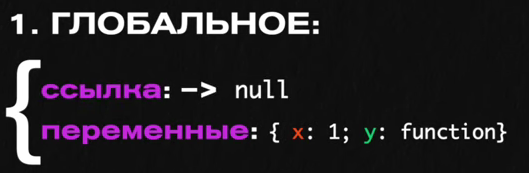 1. ГЛОБАЛЬНОЕ:
{
ссылка: -> null
переменные: { x: 1; y: function}